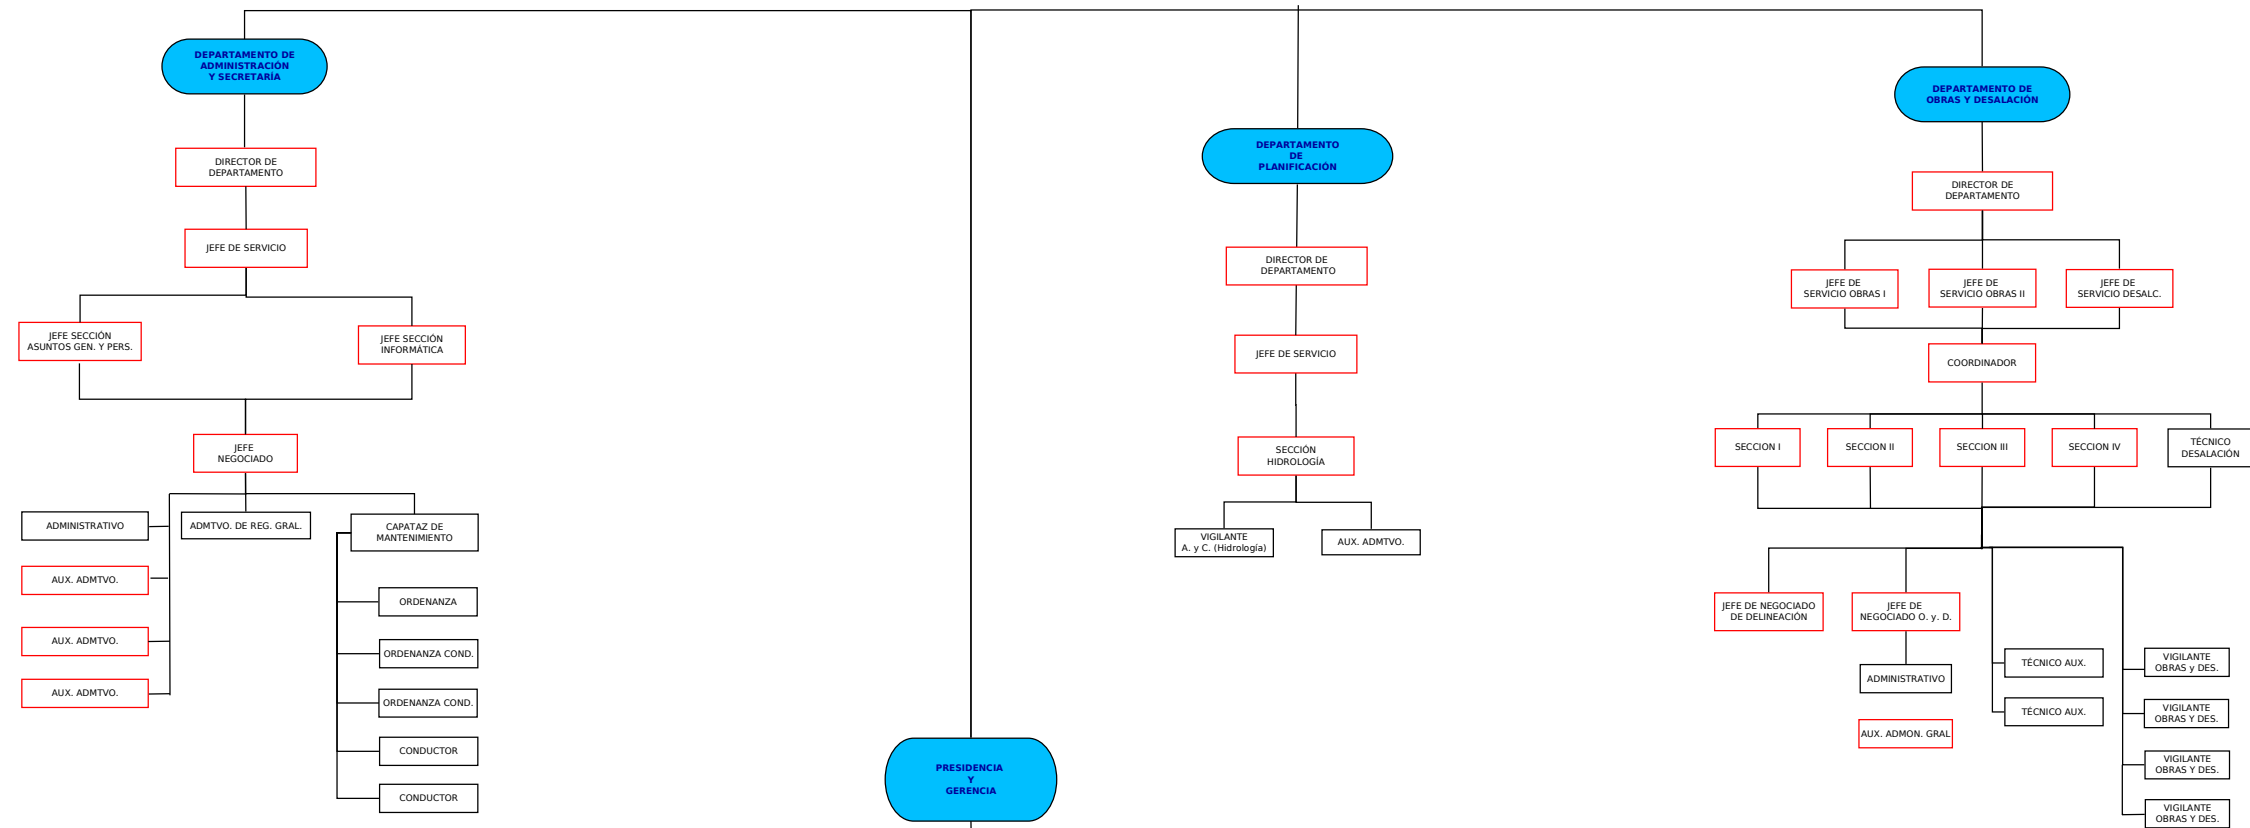 DEPARTAMENTO DE
ADMINISTRACIÓN
Y SECRETARÍA
DIRECTOR DE
DEPARTAMENTO
JEFE DE SERVICIO
JEFE SECCIÓN
ASUNTOS GEN. Y PERS.
JEFE SECCIÓN
INFORMÁTICA
JEFE
NEGOCIADO
ADMINISTRATIVO
ADMTVO. DE REG. GRAL.
CAPATAZ DE
MANTENIMIENTO
AUX. ADMTVO.
AUX. ADMTVO.
AUX. ADMTVO.
ORDENANZA
ORDENANZA COND.
ORDENANZA COND.
CONDUCTOR
CONDUCTOR
PRESIDENCIA
Y
GERENCIA
DEPARTAMENTO
DE
PLANIFICACIÓN
DIRECTOR DE
DEPARTAMENTO
JEFE DE SERVICIO
SECCIÓN
HIDROLOGÍA
VIGILANTE
A. y C. (Hidrología)
AUX. ADMTVO.
DEPARTAMENTO DE
OBRAS Y DESALACIÓN
DIRECTOR DE
DEPARTAMENTO
JEFE DE
SERVICIO OBRAS I
JEFE DE
SERVICIO OBRAS II
JEFE DE
SERVICIO DESALC.
COORDINADOR
SECCION I
SECCION II
SECCION III
SECCION IV
TÉCNICO
DESALACIÓN
JEFE DE NEGOCIADO
DE DELINEACIÓN
JEFE DE
NEGOCIADO O. y. D.
ADMINISTRATIVO
AUX. ADMON. GRAL
TÉCNICO AUX.
TÉCNICO AUX.
VIGILANTE
OBRAS y DES.
VIGILANTE
OBRAS Y DES.
VIGILANTE
OBRAS Y DES.
VIGILANTE
OBRAS Y DES.